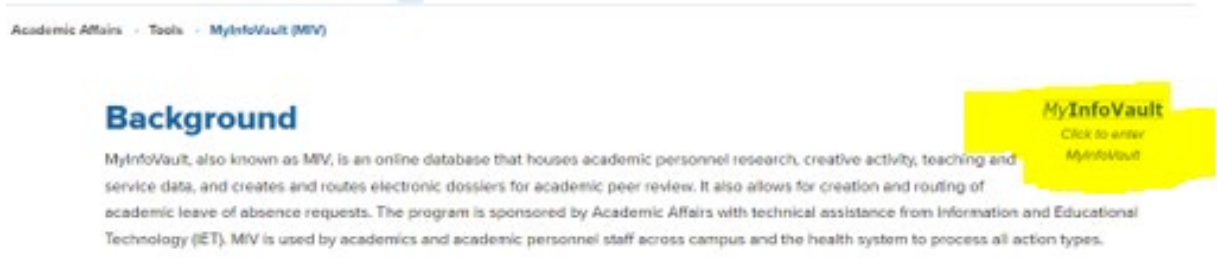 Academic Affairs · Tools · MyInfoVault (MIV)
Background
MyInfoVault
Click to enter
MyInfoVault
MyInfoVault, also known as MIV, is an online database that houses academic personnel research, creative activity, teaching and
service data, and creates and routes electronic dossiers for academic peer review. It also allows for creation and routing of
academic leave of absence requests. The program is sponsored by Academic Affairs with technical assistance from Information and Educational
Technology (IET). MIV is used by academics and academic personnel staff across campus and the health system to process all action types.